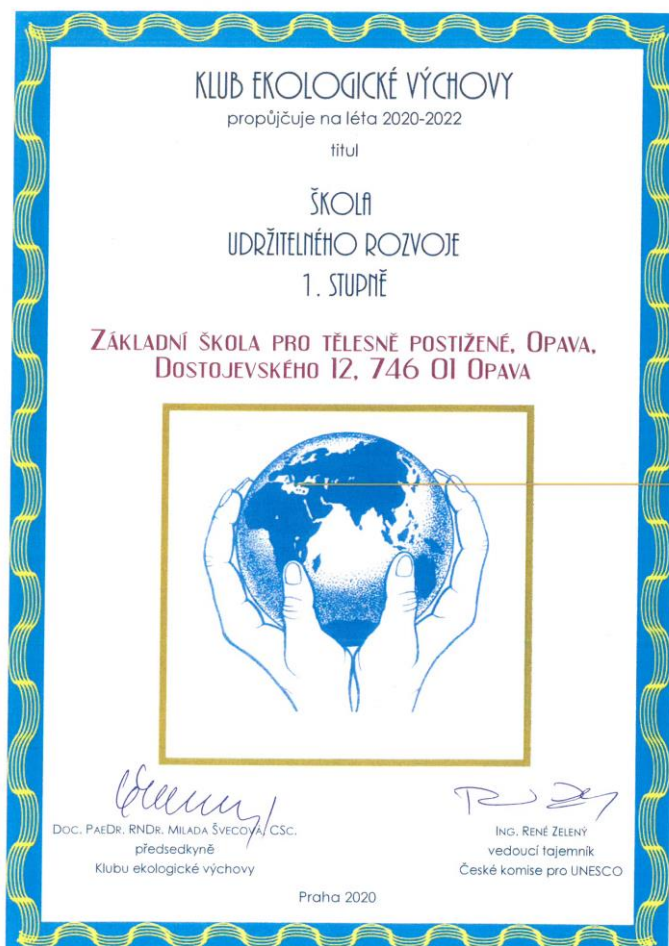 KLUB EKOLOGICKÉ VÝCHOVY
propůjčuje na léta 2020-2022
titul
ŠKOLA
UDRŽITELNÉHO ROZVOJE
1. STUPNĚ
ZÁKLADNÍ ŠKOLA PRO TĚLESNĚ POSTIŽENÉ, OPAVA,
DOSTOJEVSKÉHO 12, 746 01 OPAVA
DOC. PAEDR. RNDR. MILADA ŠVECOVÁ, CSC.
předsedkyně
Klubu ekologické výchovy
ING. RENÉ ZELENÝ
vedoucí tajemník
České komise pro UNESCO
Praha 2020